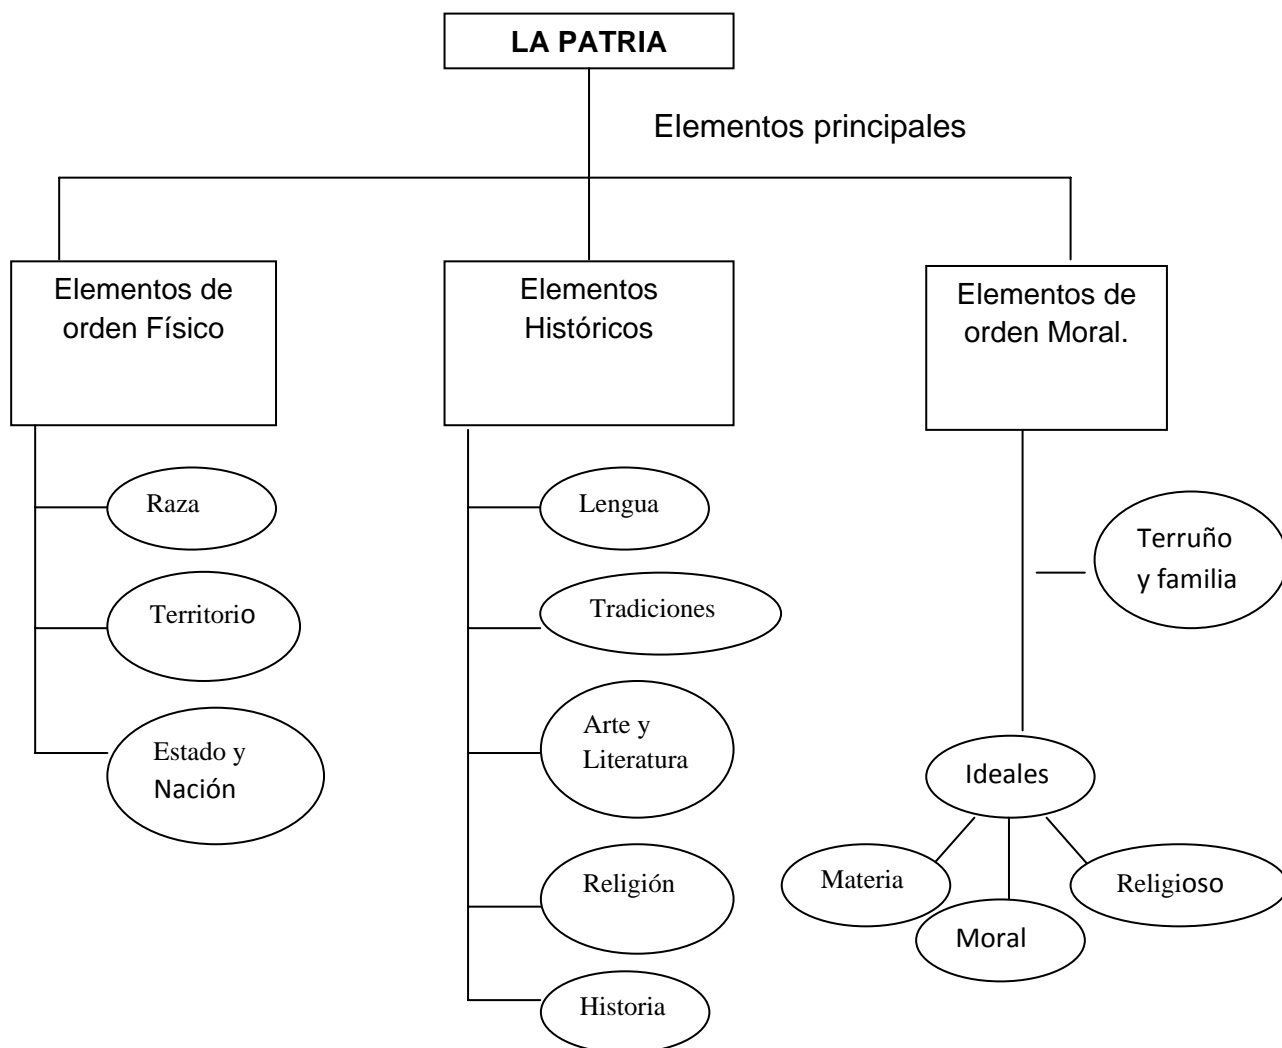 LA PATRIA
Elementos principales
Elementos de
orden Físico
Elementos
Históricos
Elementos de
orden Moral.
Raza
Territorio
Estado y
Nación
Lengua
Tradiciones
Arte y
Literatura
Religión
Historia
Terruño
y familia
Ideales
Materia
Moral
Religioso